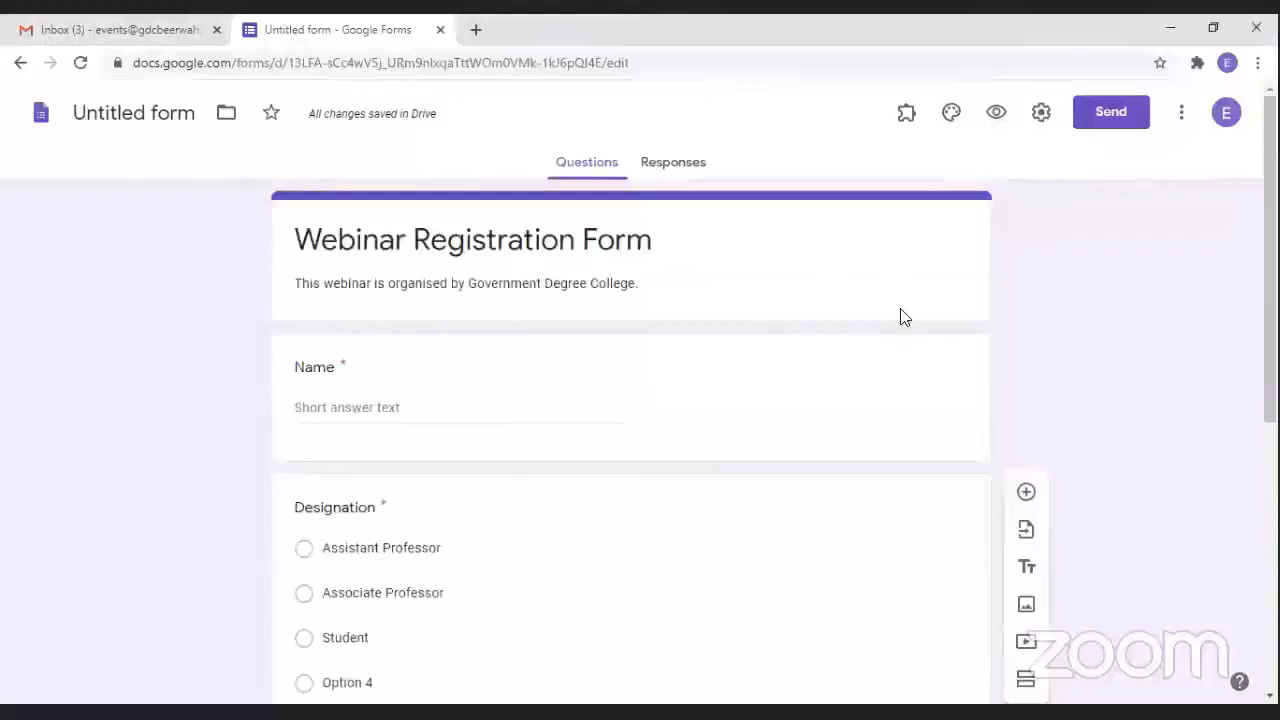 Inbox (3) - events@gdcbeerwah
Untitled form - Google Forms
docs.google.com/forms/d/13LFA-sCc4wV5j_URm9nlxqaTttWOm0VMk-1kJ6pQI4E/edit
E
Untitled form
All changes saved in Drive
Send
E
Questions
Responses
Webinar Registration Form
This webinar is organised by Government Degree College.
Name *
Short answer text
Designation *
Assistant Professor
Associate Professor
Student
Option 4
Tт
zoom